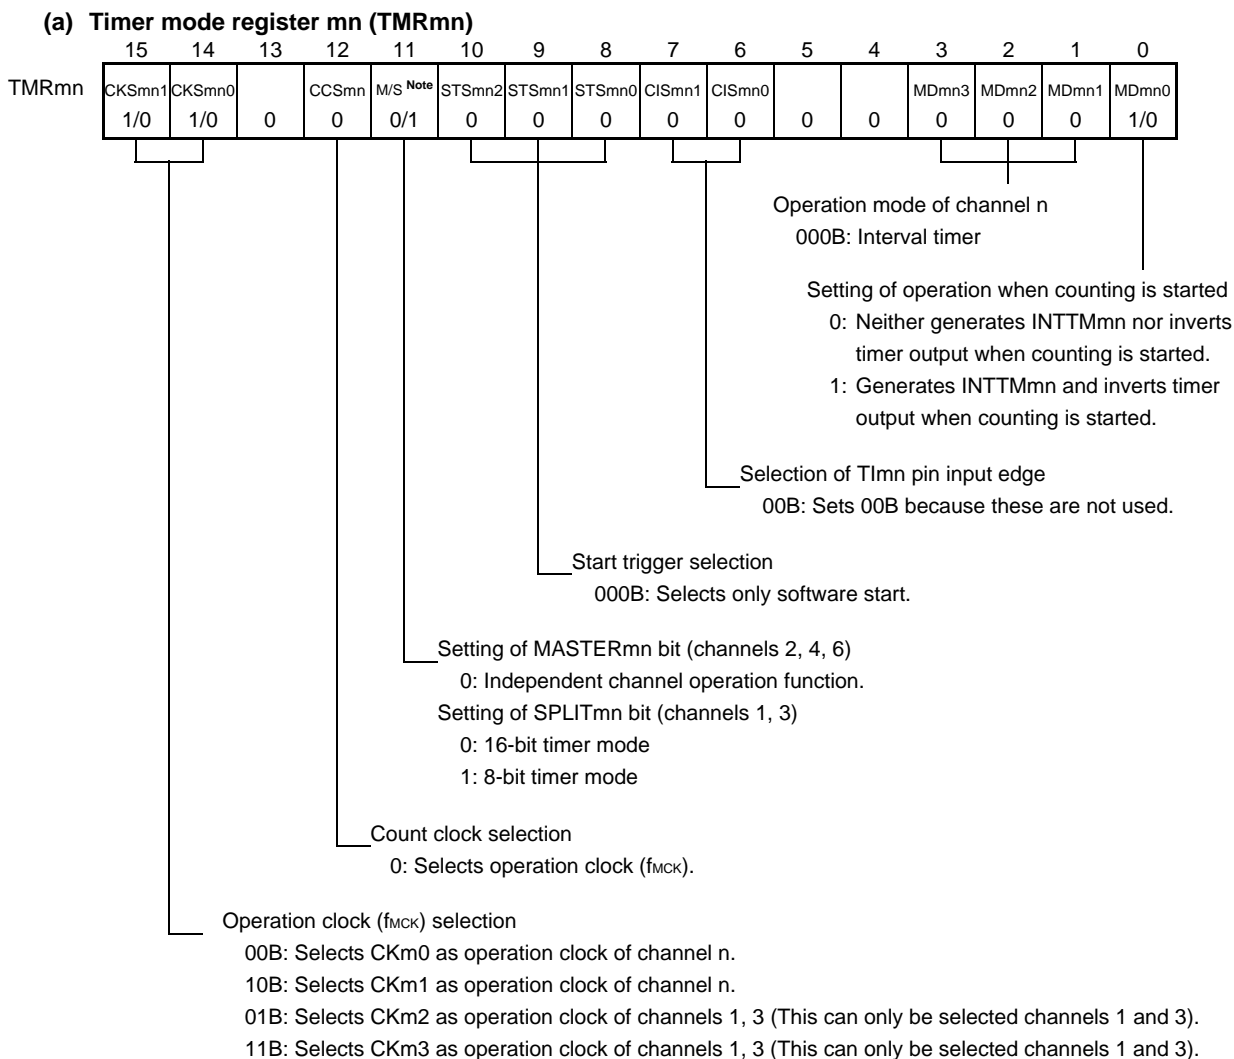 (a) Timer mode register mn (TMRmn)
15 14 13 12 11 10 9 8 7 6 5 4 3 2 1 0
TMRmn CKSmn1 CKSmn0 CCSmn M/S Note STSmn2 STSmn1 STSmn0 CISmn1 CISmn0 MDmn3 MDmn2 MDmn1 MDmn0
1/0 1/0 0 0 0/1 0 0 0 0 0 0 0 0 0 0 1/0
Operation mode of channel n
000B: Interval timer
Setting of operation when counting is started
0: Neither generates INTTMmn nor inverts
timer output when counting is started.
1: Generates INTTMmn and inverts timer
output when counting is started.
Selection of TImn pin input edge
00B: Sets 00B because these are not used.
Start trigger selection
000B: Selects only software start.
Setting of MASTERmn bit (channels 2, 4, 6)
0: Independent channel operation function.
Setting of SPLITmn bit (channels 1, 3)
0: 16-bit timer mode
1: 8-bit timer mode
Count clock selection
0: Selects operation clock (fMCK).
Operation clock (fMCK) selection
00B: Selects CKm0 as operation clock of channel n.
10B: Selects CKm1 as operation clock of channel n.
01B: Selects CKm2 as operation clock of channels 1, 3 (This can only be selected channels 1 and 3).
11B: Selects CKm3 as operation clock of channels 1, 3 (This can only be selected channels 1 and 3).